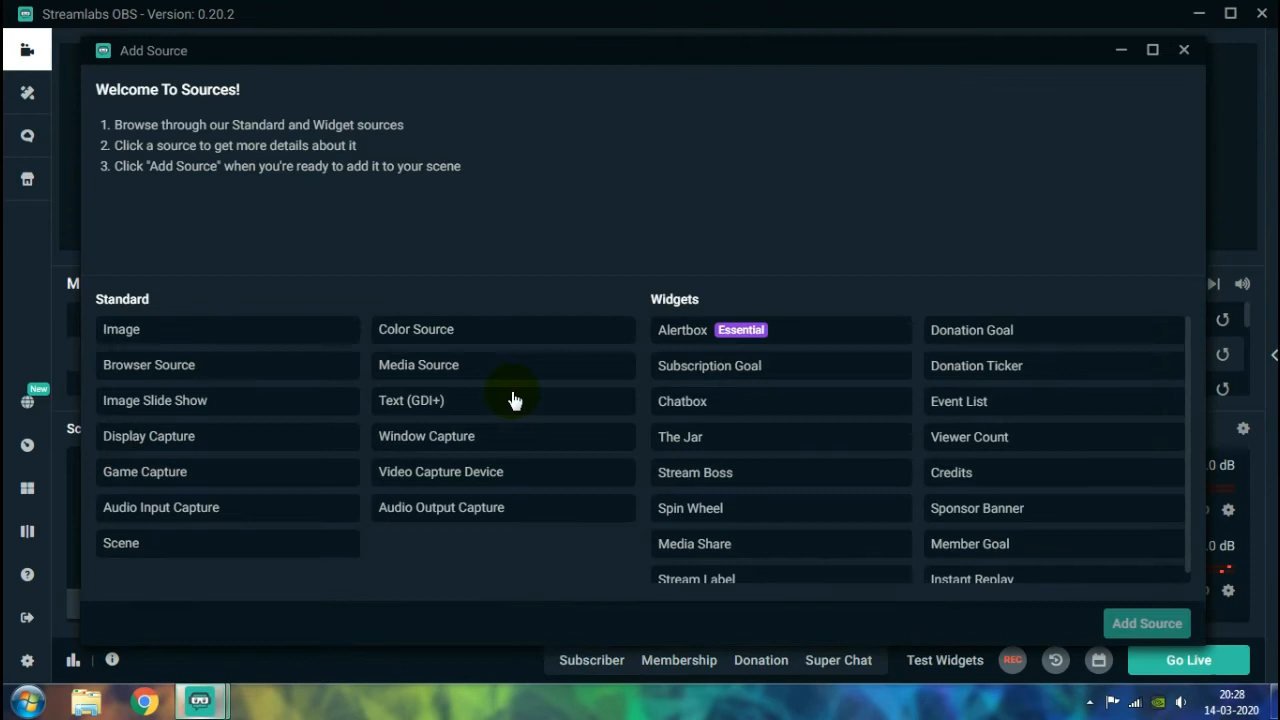 Streamlabs OBS - Version: 0.20.2
Add Source
Welcome To Sources!
1. Browse through our Standard and Widget sources
2. Click a source to get more details about it
3. Click "Add Source" when you're ready to add it to your scene
M
Standard
Image
Color Source
Browser Source
Media Source
Image Slide Show
Text (GDI+)
Display Capture
Window Capture
Game Capture
Video Capture Device
Audio Input Capture
Audio Output Capture
Scene
Widgets
Alertbox Essential
Donation Goal
Subscription Goal
Donation Ticker
Chatbox
Event List
The Jar
Viewer Count
Stream Boss
Credits
Spin Wheel
Sponsor Banner
Media Share
Member Goal
Stream Label
Instant Replay
New
Sc
.0 dB
.0 dB
Add Source
Subscriber Membership Donation Super Chat Test Widgets REC Go Live
20:28
14-03-2020